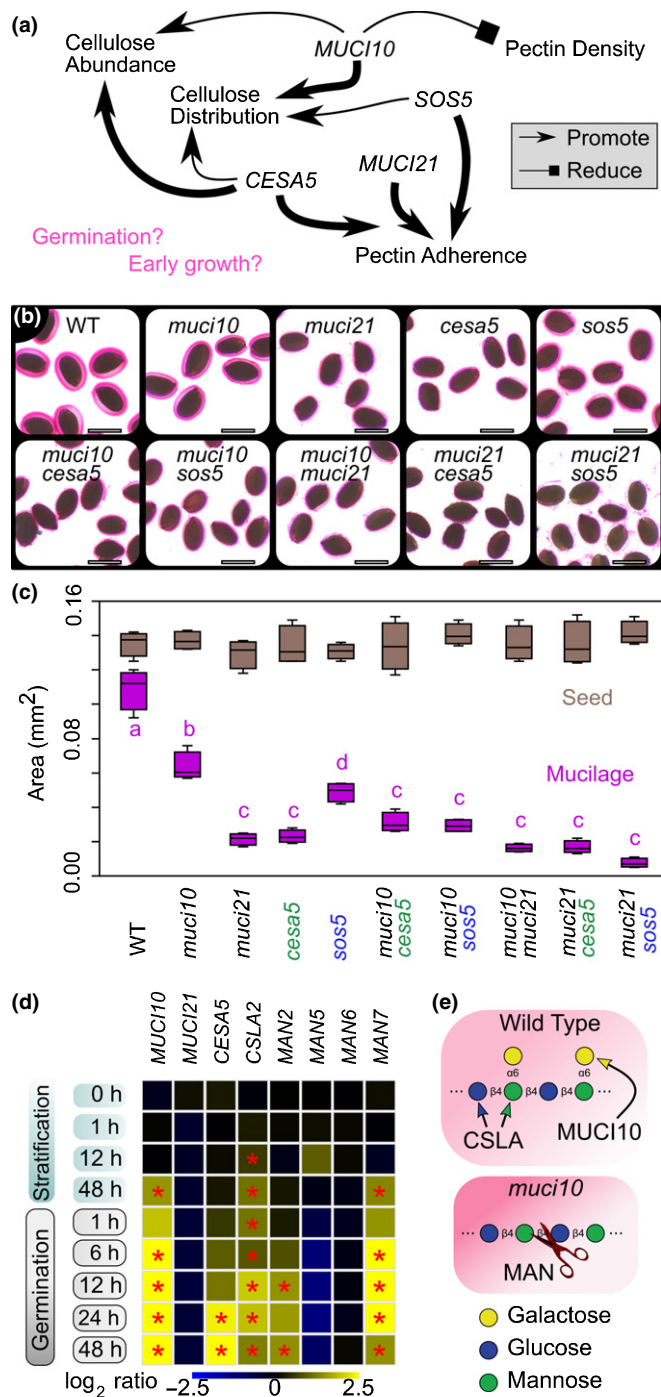 (a)
Cellulose
Abundance
MUCI10
Pectin Density
Cellulose
Distribution
SOS5
Promote
Reduce
CESA5
MUCI21
Germination?
Early growth?
Pectin Adherence
(b)
WT
muci10
muci21
cesa5
sos5
muci10
cesa5
muci10
sos5
muci10
muci21
muci21
cesa5
muci21
sos5
(c)
Area (mm2)
0.16
0.08
0.00
Seed
Mucilage
a
b
c
c
d
c
c
c
c
c
WT
muci10
muci21
cesa5
sos5
muci10
cesa5
muci10
sos5
muci10
muci21
muci21
cesa5
muci21
sos5
(d)
MUCI10
MUCI21
CESA5
CSLA2
MAN2
MAN5
MAN6
MAN7
Stratification
0 h
1 h
12 h *
48 h * * *
Germination
1 h *
6 h * * *
12 h * * * *
24 h * * * *
48 h * * * * *
log2 ratio
−2.5
2.5
(e)
Wild Type
α6 α6
··· β4 β4 β4 ···
CSLA
MUCI10
muci10
··· β4 β4 β4 ···
MAN
Galactose
Glucose
Mannose